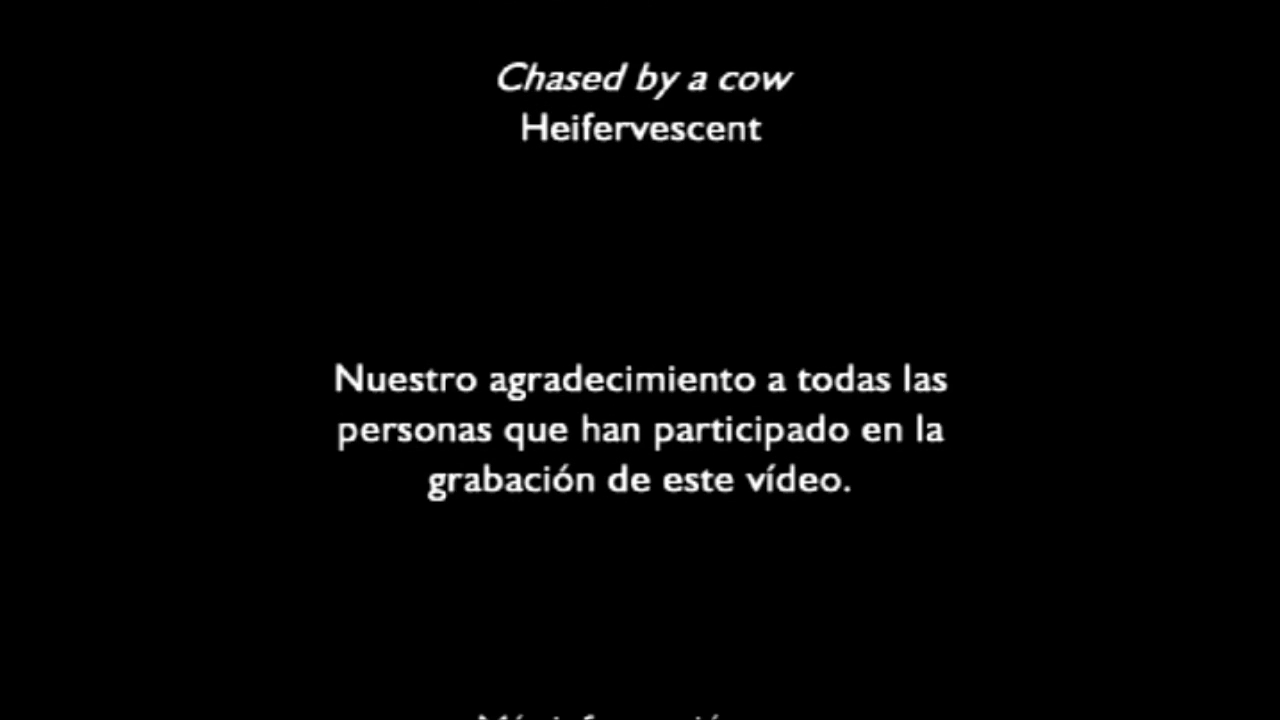 Chased by a cow
Heifervescent
Nuestro agradecimiento a todas las
personas que han participado en la
grabación de este vídeo.